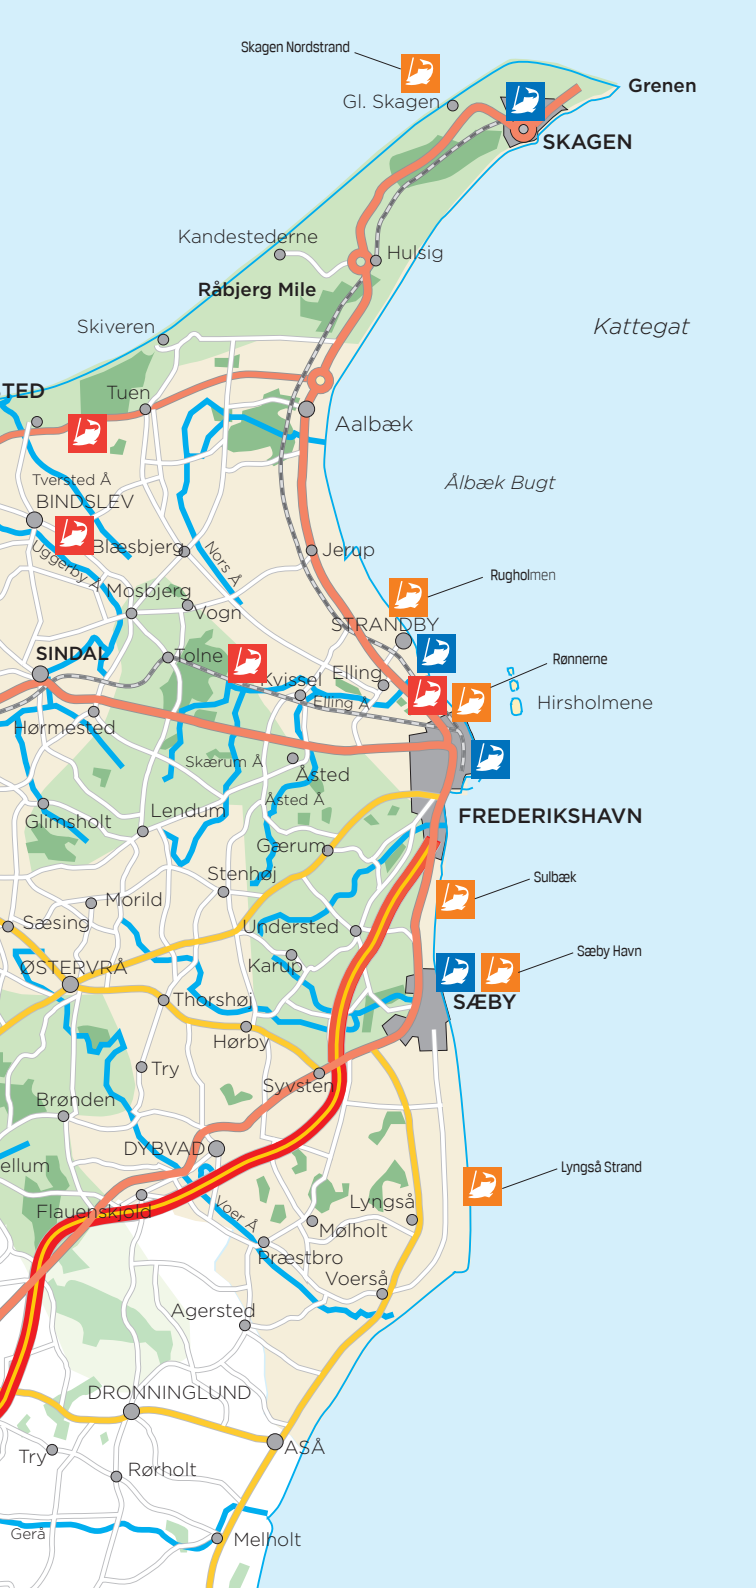 Skagen Nordstrand
Grenen
Gl. Skagen
SKAGEN
Kandestederne
Hulsig
Råbjerg Mile
Skiveren
Kattegat
TED
Tuen
Aalbæk
Tversted Å
Ålbæk Bugt
BINDSLEV
Blæsbjerg
Jerup
Uggerby Å
Nors Å
Rugholmen
Mosbjerg
Vogn
STRANDBY
SINDAL
Tolne
Rønnerne
Kvissel
Elling
Elling Å
Hirsholmene
Hørmested
Skærum Å
Åsted
Åsted Å
Glimsholt
Lendum
FREDERIKSHAVN
Gærum
Stenhøj
Sulbæk
Morild
Sæsing
Understed
Sæby Havn
ØSTERVRÅ
Karup
SÆBY
Thorshøj
Hørby
Try
Syvsten
Brønden
DYBVAD
ellum
Lyngså Strand
Flauenskjold
Voer Å
Lyngså
Mølholt
Præstbro
Voerså
Agersted
DRONNINGLUND
ASÅ
Try
Rørholt
Gerå
Melholt